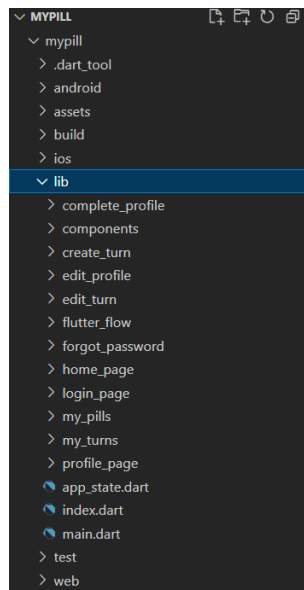 MYPILL
mypill
.dart_tool
android
assets
build
ios
lib
complete_profile
components
create_turn
edit_profile
edit_turn
flutter_flow
forgot_password
home_page
login_page
my_pills
my_turns
profile_page
app_state.dart
index.dart
main.dart
test
web